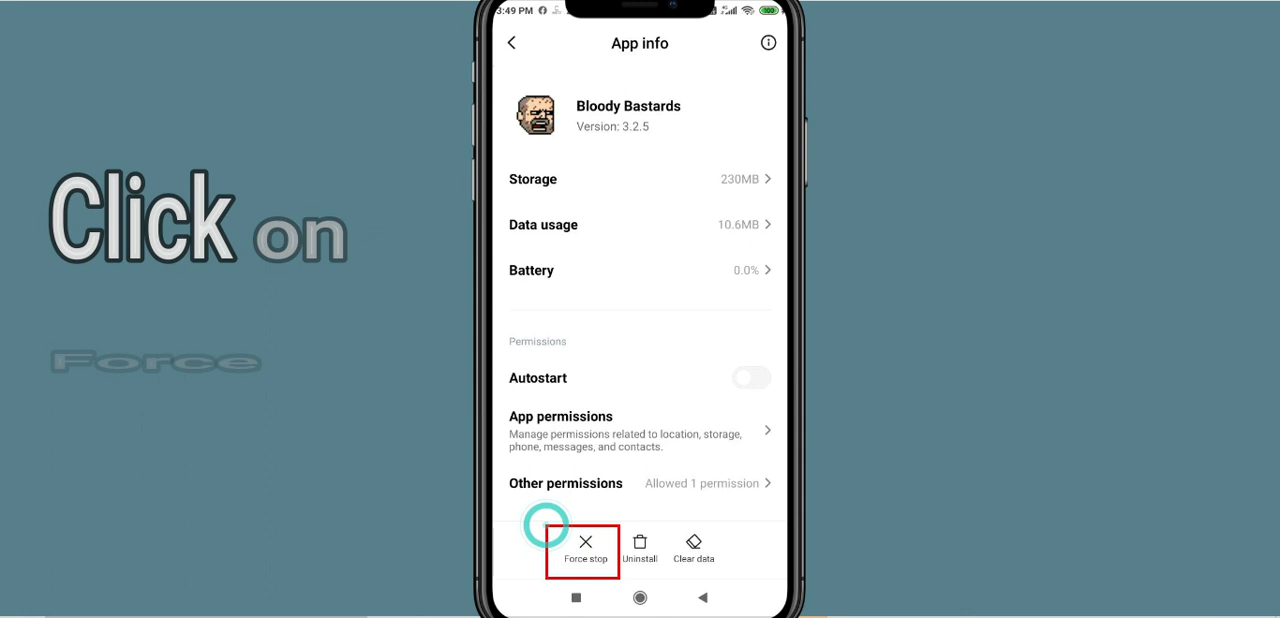 3:49 PM
App info
Bloody Bastards
Version: 3.2.5
Storage 230MB
Data usage 10.6MB
Battery 0.0%
Permissions
Autostart
App permissions
Manage permissions related to location, storage,
phone, messages, and contacts.
Other permissions Allowed 1 permission
Force stop Uninstall Clear data
Click on
Force
100